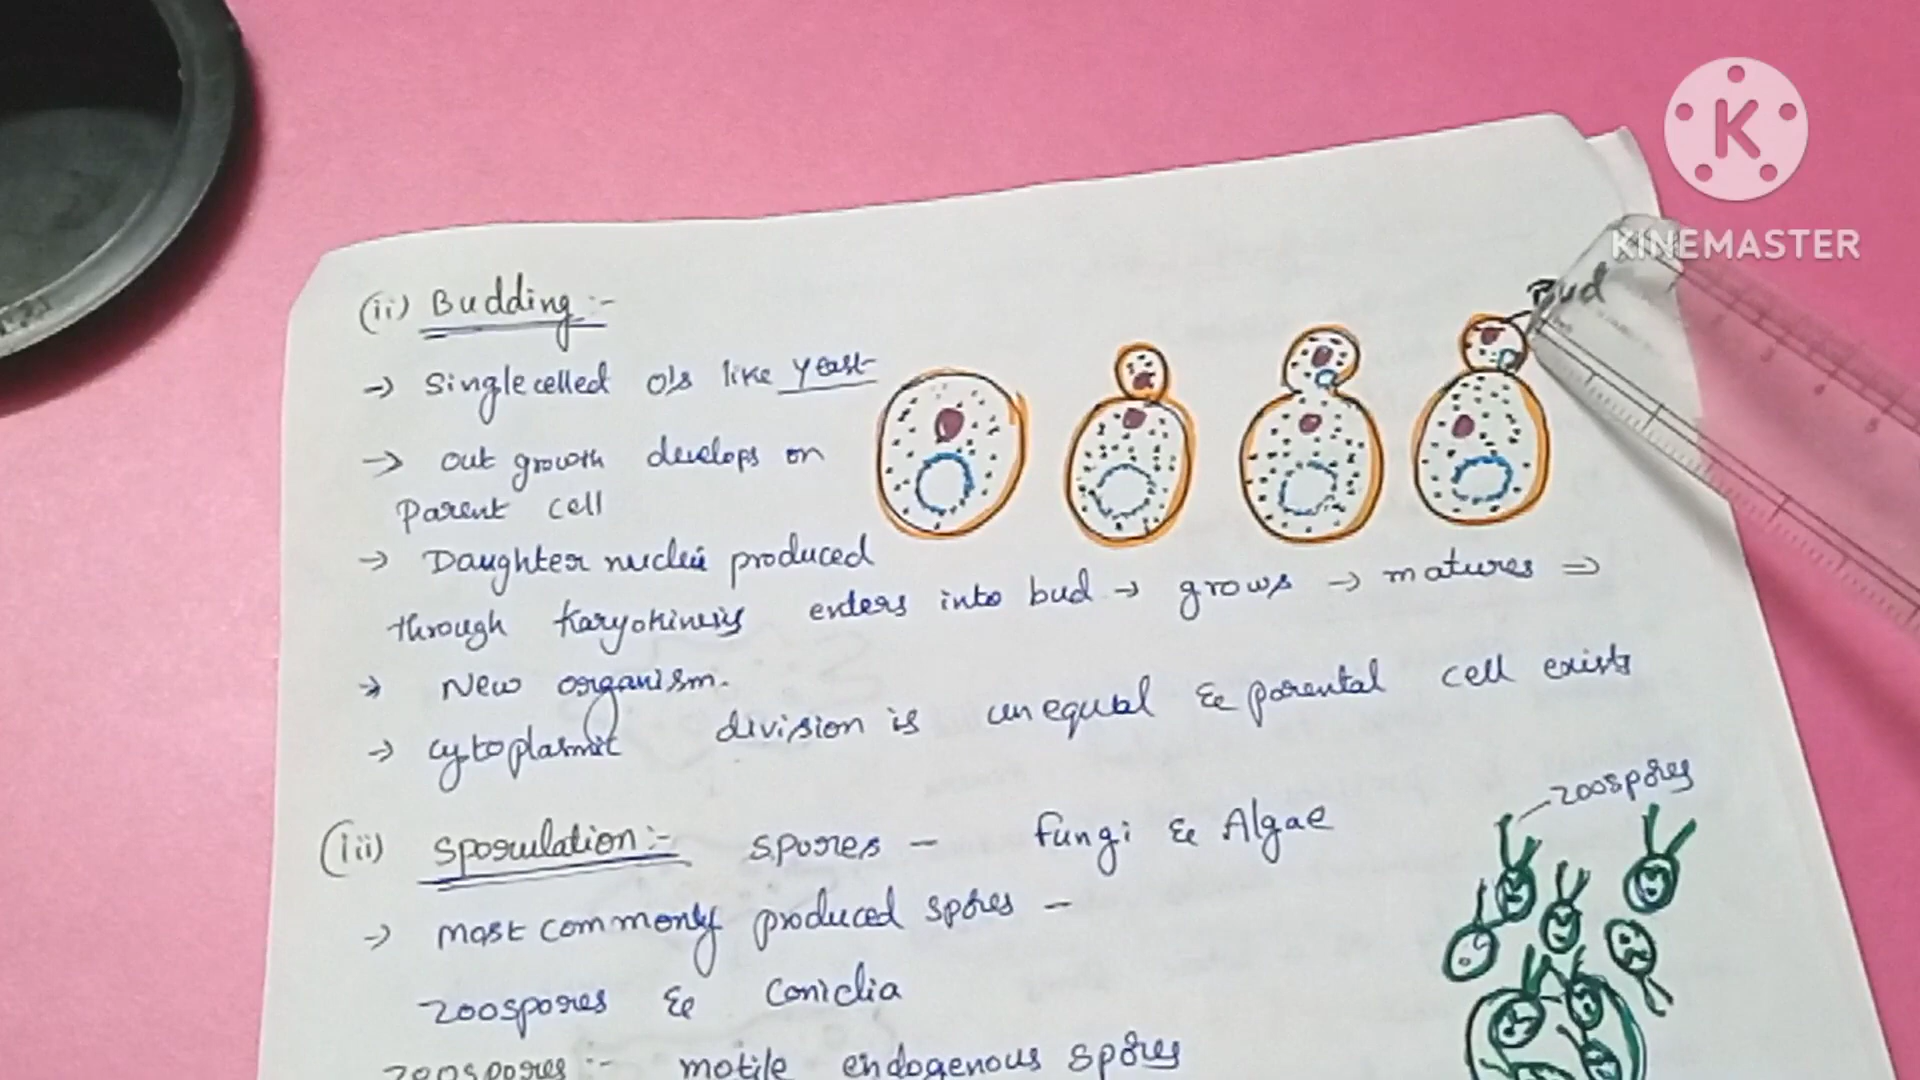 K
KINEMASTER
Bud
(ii) Budding :-
→ Single celled o's like yeast
→ out growth develops on
Parent cell
→ Daughter nuclei produced
through karyokinesis enters into bud → grows → matures →
→ New organism.
→ cytoplasmic division is unequal & parental cell exists
zoospores
(iii) Sporulation :- spores - fungi & Algae
→ most commonly produced spores -
zoospores & Conidia
zoospores :- motile endogenous spores